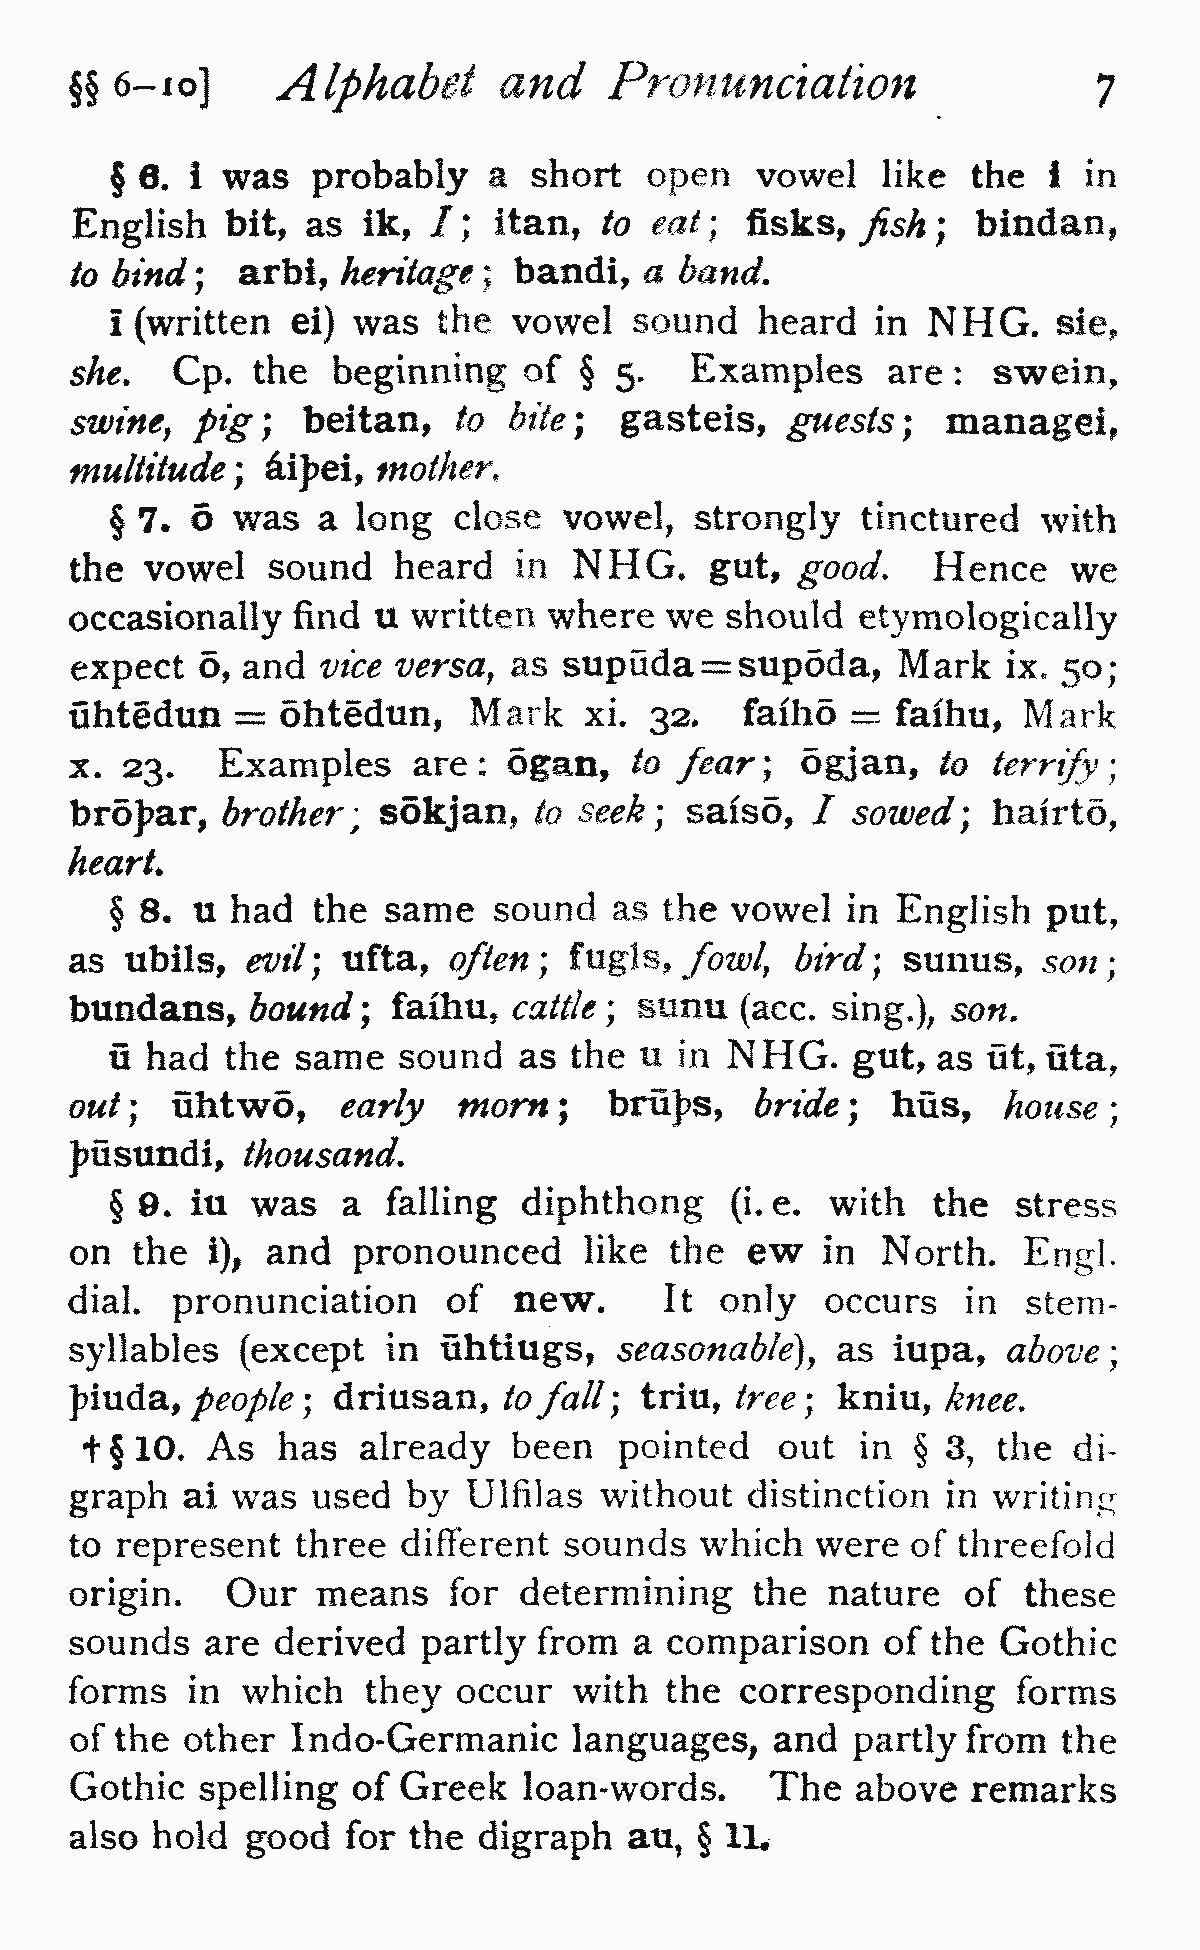 §§ 6–10] Alphabet and Pronunciation 7
§ 6. i was probably a short open vowel like the i in
English bit, as ik, I; itan, to eat; fisks, fish; bindan,
to bind; arbi, heritage; bandi, a band.
ī (written ei) was the vowel sound heard in NHG. sie,
she. Cp. the beginning of § 5. Examples are: swein,
swine, pig; beitan, to bite; gasteis, guests; managei,
multitude; áiþei, mother.
§ 7. ō was a long close vowel, strongly tinctured with
the vowel sound heard in NHG. gut, good. Hence we
occasionally find u written where we should etymologically
expect ō, and vice versa, as supūda=supōda, Mark ix. 50;
ūhtēdun = ōhtēdun, Mark xi. 32. faíhō = faíhu, Mark
x. 23. Examples are: ōgan, to fear; ōgjan, to terrify;
brōþar, brother; sōkjan, to seek; saísō, I sowed; haírtō,
heart.
§ 8. u had the same sound as the vowel in English put,
as ubils, evil; ufta, often; fugls, fowl, bird; sunus, son;
bundans, bound; faíhu, cattle; sunu (acc. sing.), son.
ū had the same sound as the u in NHG. gut, as ūt, ūta,
out; ūhtwō, early morn; brūþs, bride; hūs, house;
þūsundi, thousand.
§ 9. iu was a falling diphthong (i. e. with the stress
on the i), and pronounced like the ew in North. Engl.
dial. pronunciation of new. It only occurs in stem-
syllables (except in ūhtiugs, seasonable), as iupa, above;
þiuda, people; driusan, to fall; triu, tree; kniu, knee.
†§ 10. As has already been pointed out in § 3, the di-
graph ai was used by Ulfilas without distinction in writing
to represent three different sounds which were of threefold
origin. Our means for determining the nature of these
sounds are derived partly from a comparison of the Gothic
forms in which they occur with the corresponding forms
of the other Indo-Germanic languages, and partly from the
Gothic spelling of Greek loan-words. The above remarks
also hold good for the digraph au, § 11.